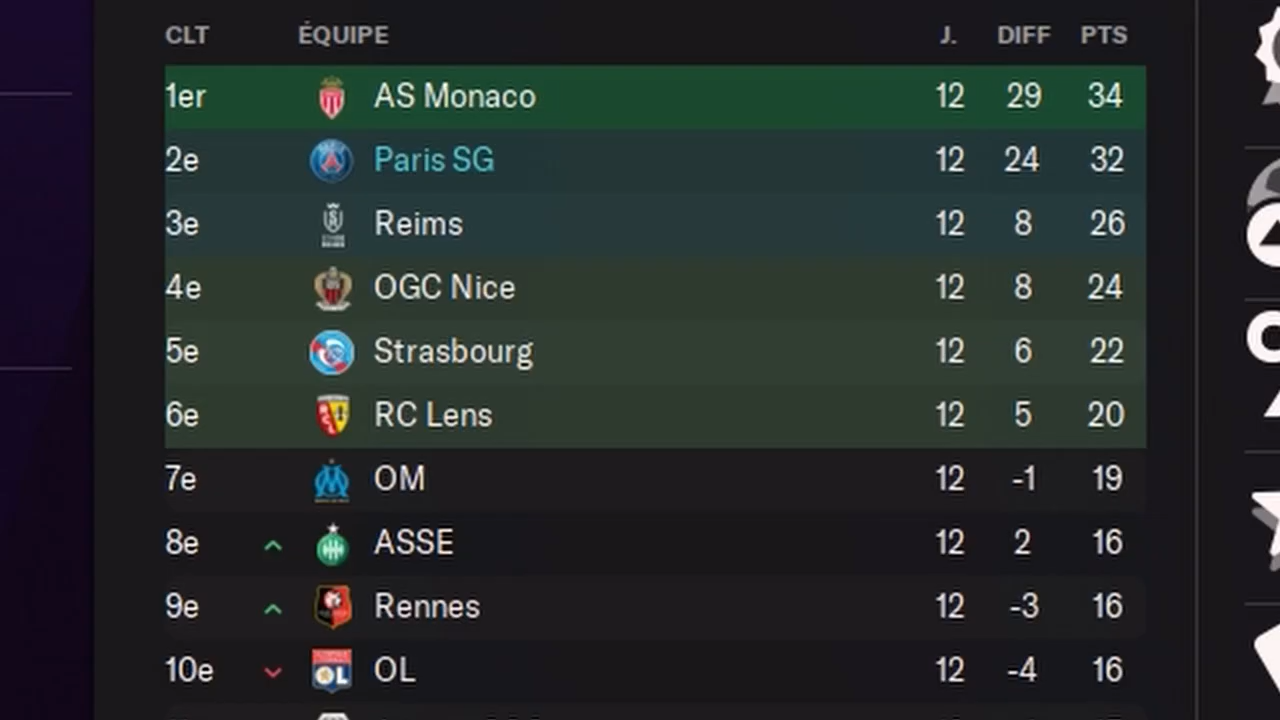 CLT ÉQUIPE J. DIFF PTS
1er AS Monaco 12 29 34
2e Paris SG 12 24 32
3e Reims 12 8 26
4e OGC Nice 12 8 24
5e Strasbourg 12 6 22
6e RC Lens 12 5 20
7e OM 12 -1 19
8e ASSE 12 2 16
9e Rennes 12 -3 16
10e OL 12 -4 16